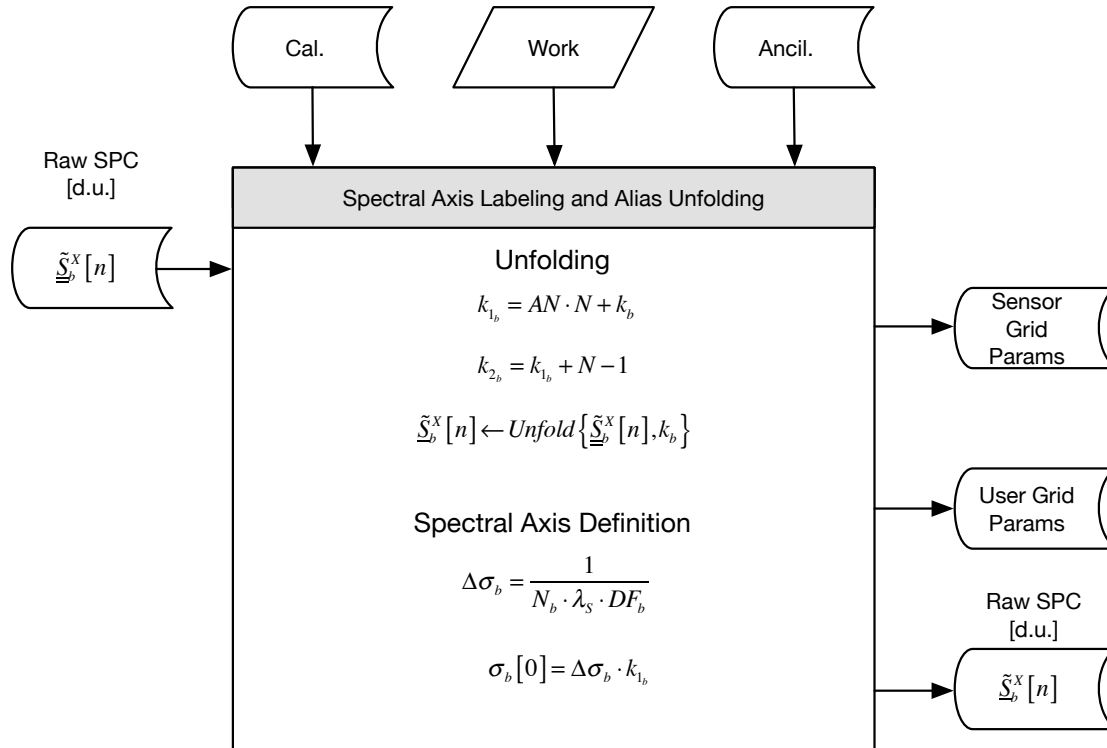 Cal.
Work
Ancil.
Raw SPC
[d.u.]
S̳̃_b^X[n]
Spectral Axis Labeling and Alias Unfolding
Unfolding
k_{1_b} = AN · N + k_b
k_{2_b} = k_{1_b} + N − 1
S̲̃_b^X[n] ← Unfold{S̳̃_b^X[n], k_b}
Spectral Axis Definition
Δσ_b = 1 / (N_b · λ_S · DF_b)
σ_b[0] = Δσ_b · k_{1_b}
Sensor
Grid
Params
User Grid
Params
Raw SPC
[d.u.]
S̲̃_b^X[n]